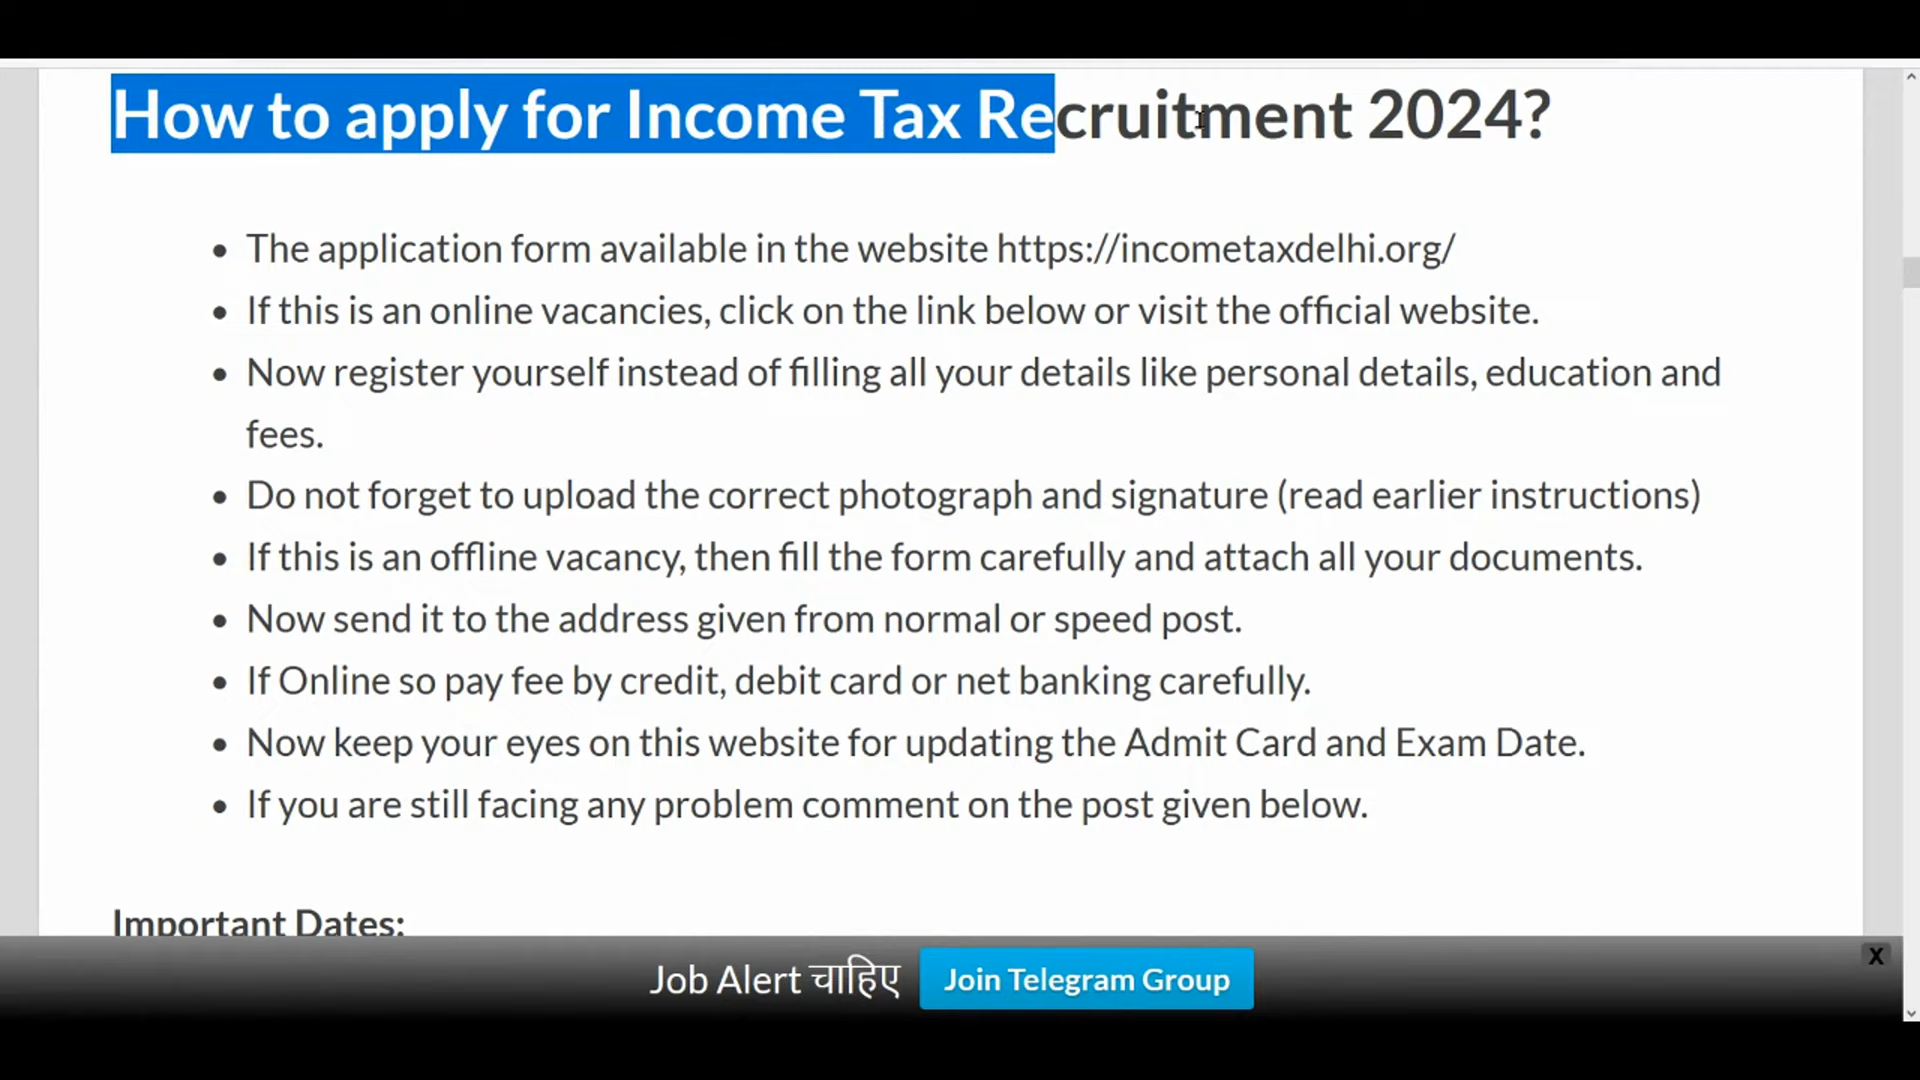 How to apply for Income Tax Recruitment 2024?
The application form available in the website https://incometaxdelhi.org/
If this is an online vacancies, click on the link below or visit the official website.
Now register yourself instead of filling all your details like personal details, education and
fees.
Do not forget to upload the correct photograph and signature (read earlier instructions)
If this is an offline vacancy, then fill the form carefully and attach all your documents.
Now send it to the address given from normal or speed post.
If Online so pay fee by credit, debit card or net banking carefully.
Now keep your eyes on this website for updating the Admit Card and Exam Date.
If you are still facing any problem comment on the post given below.
Important Dates:
X
Job Alert चाहिए Join Telegram Group